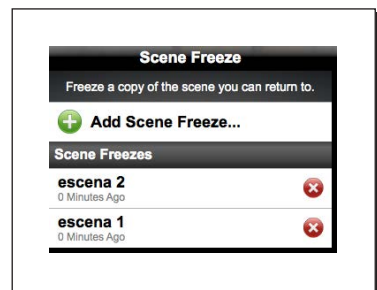 Scene Freeze
Freeze a copy of the scene you can return to.
Add Scene Freeze...
Scene Freezes
escena 2
0 Minutes Ago
escena 1
0 Minutes Ago